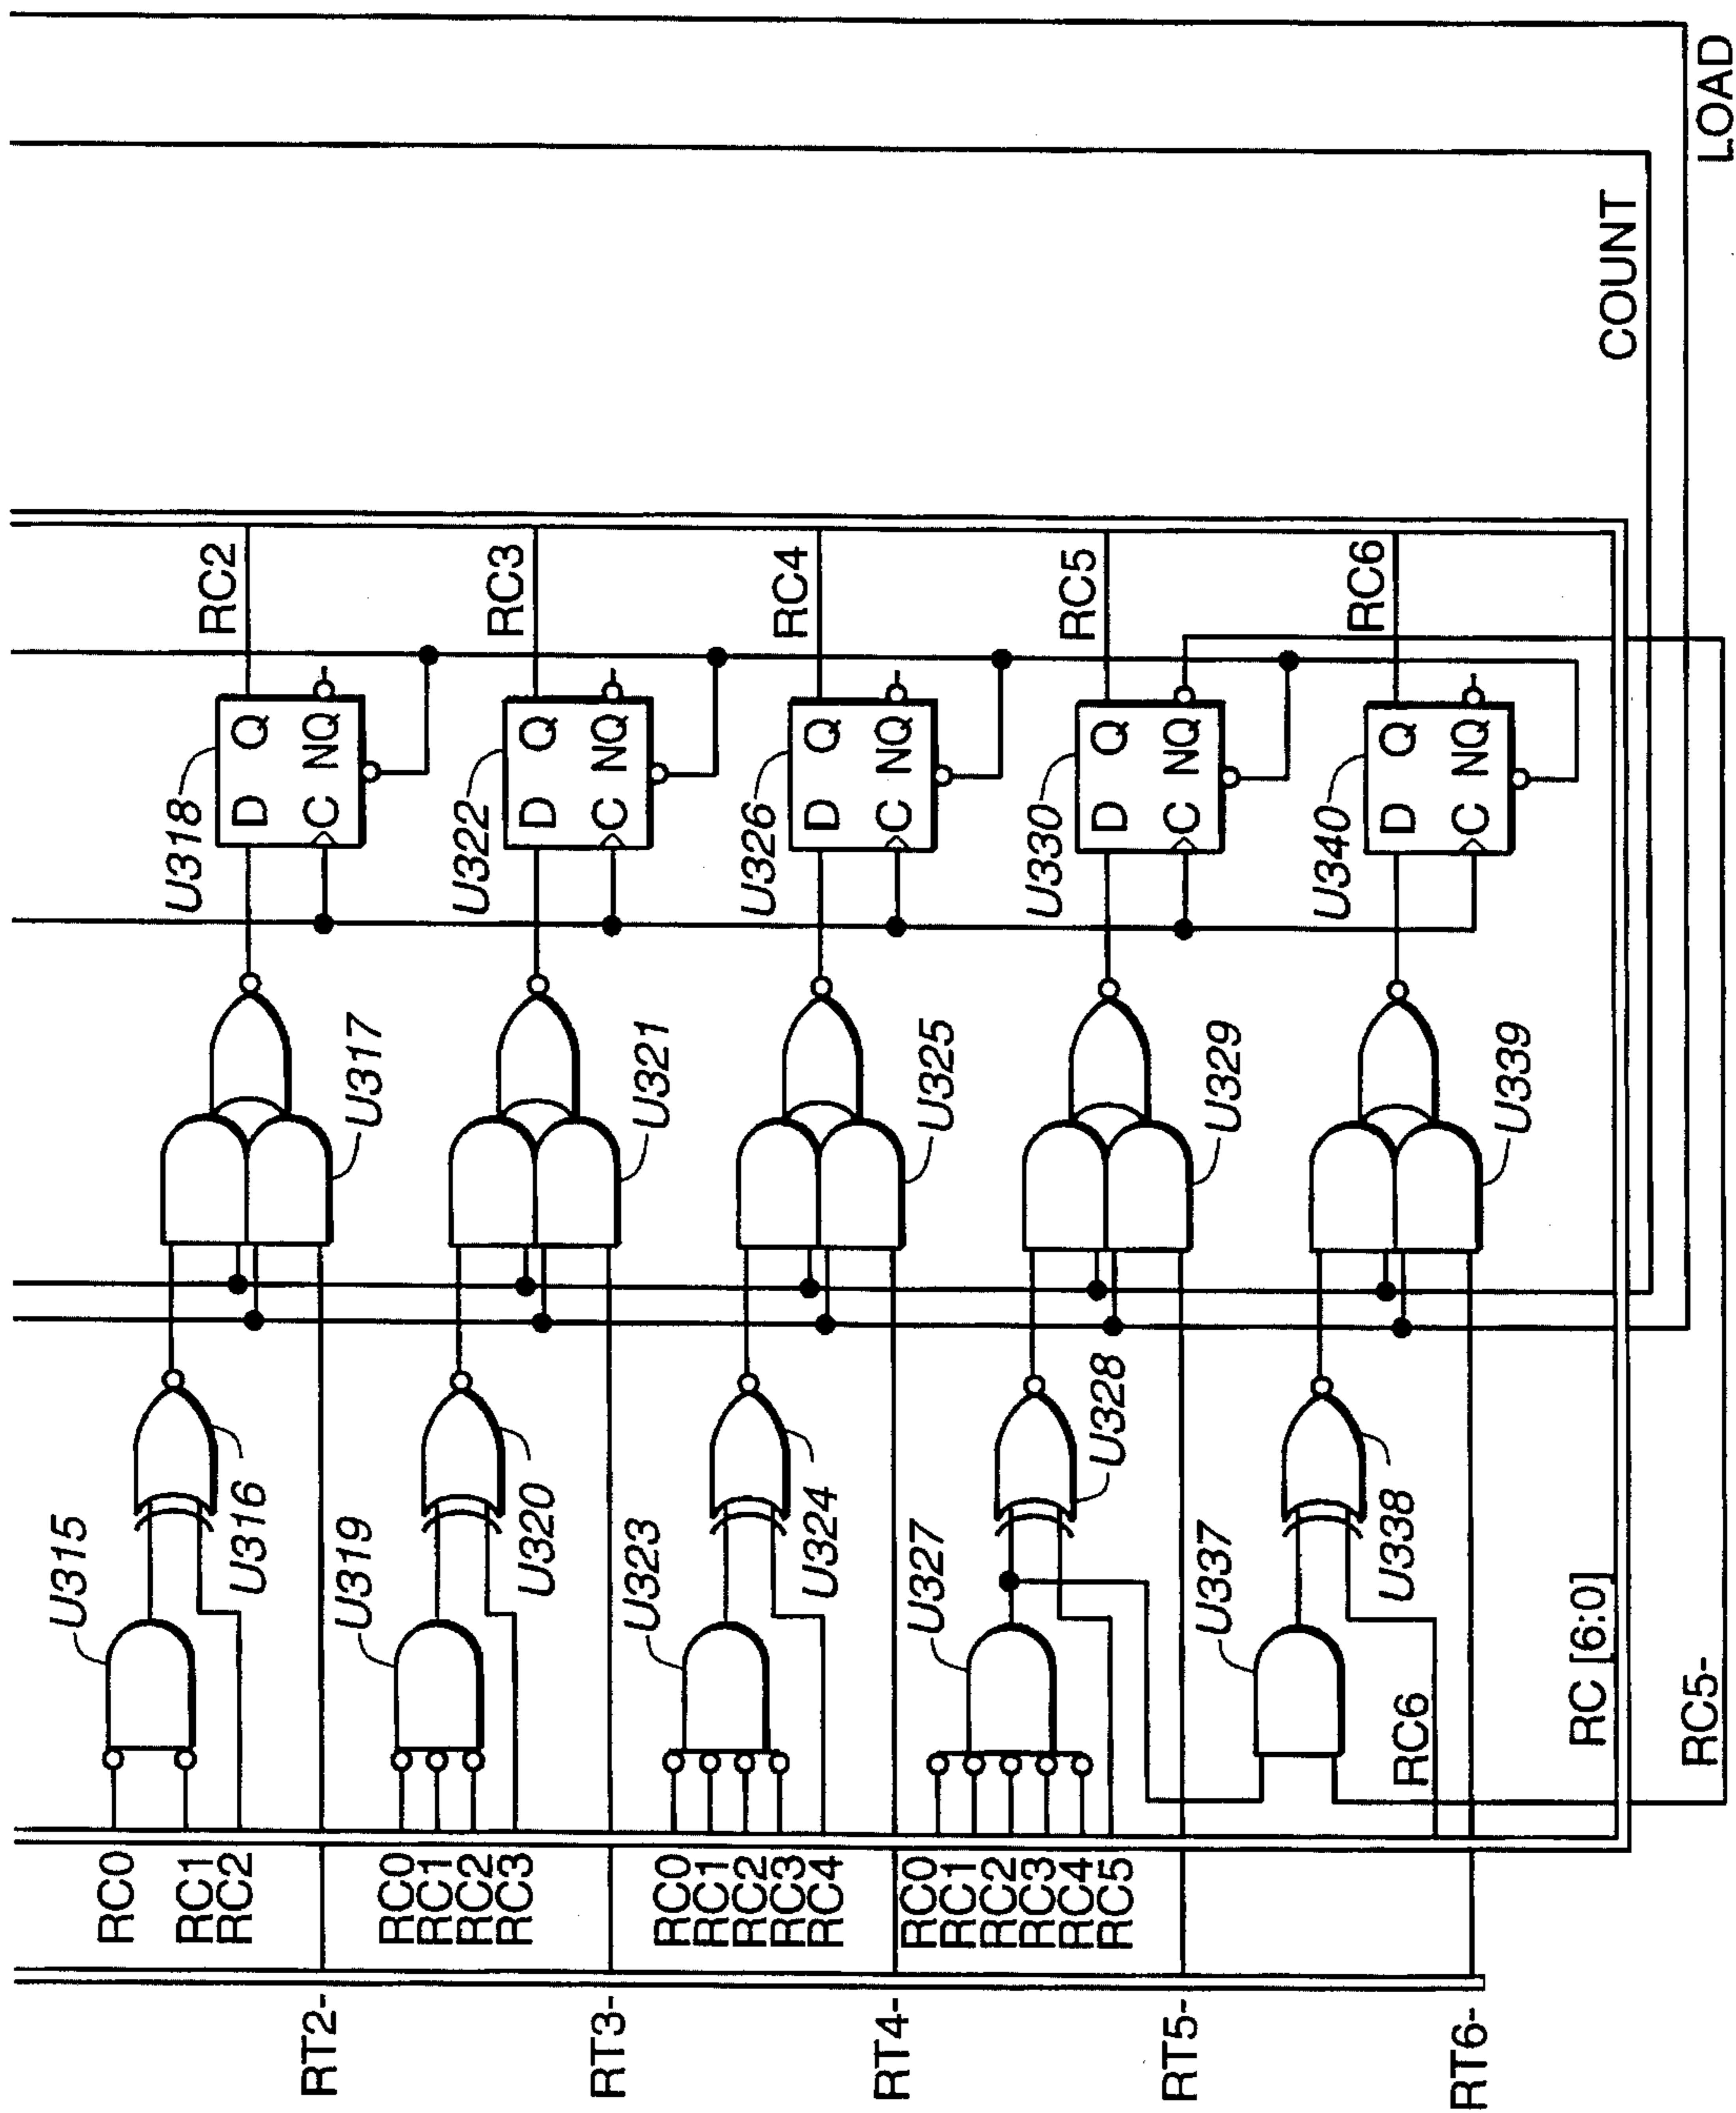 RC0
RC1
RC2
RT2-
U315
U316
U317
U318
D Q
C NQ
RC2
RC0
RC1
RC2
RC3
RT3-
U319
U320
U321
U322
D Q
C NQ
RC3
RC0
RC1
RC2
RC3
RC4
RT4-
U323
U324
U325
U326
D Q
C NQ
RC4
RC0
RC1
RC2
RC3
RC4
RC5
RT5-
U327
U328
U329
U330
D Q
C NQ
RC5
U337
RC6
RT6-
U338
U339
U340
D Q
C NQ
RC6
RC [6:0]
COUNT
RC5-
LOAD